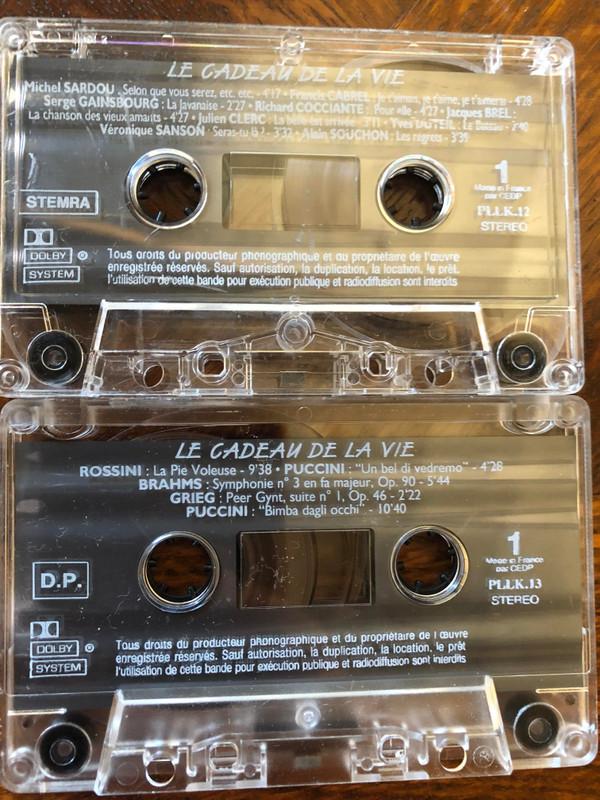 LE CADEAU DE LA VIE
Michel SARDOU : Selon que vous serez, etc. etc. - 4'17 • Francis CABREL : Je t'aimais, je t'aime, je t'aimerai - 4'28
Serge GAINSBOURG : La Javanaise - 2'27 • Richard COCCIANTE : Pour elle - 4'27 • Jacques BREL :
La chanson des vieux amants - 4'27 • Julien CLERC : La belle est arrivée - 3'11 • Yves DUTEIL :
Véronique SANSON : Seras-tu là ? - 3'32 • Alain SOUCHON : Les regrets - 3'39
1
Made in France
par CEDP
STEMRA
PLLK.12
STEREO
DOLBY ®
SYSTEM
Tous droits du producteur phonographique et du propriétaire de l'œuvre
enregistrée réservés. Sauf autorisation, la duplication, la location, le prêt,
l'utilisation de cette bande pour exécution publique et radiodiffusion sont interdits
LE CADEAU DE LA VIE
ROSSINI : La Pie Voleuse - 9'38 • PUCCINI : "Un bel di vedremo" - 4'28
BRAHMS : Symphonie n° 3 en fa majeur, Op. 90 - 5'44
GRIEG : Peer Gynt, suite n° 1, Op. 46 - 2'22
PUCCINI : "Bimba dagli occhi" - 10'40
1
Made in France
par CEDP
D.P.
PLLK.13
STEREO
DOLBY ®
SYSTEM
Tous droits du producteur phonographique et du propriétaire de l'œuvre
enregistrée réservés. Sauf autorisation, la duplication, la location, le prêt
l'utilisation de cette bande pour exécution publique et radiodiffusion sont interdits